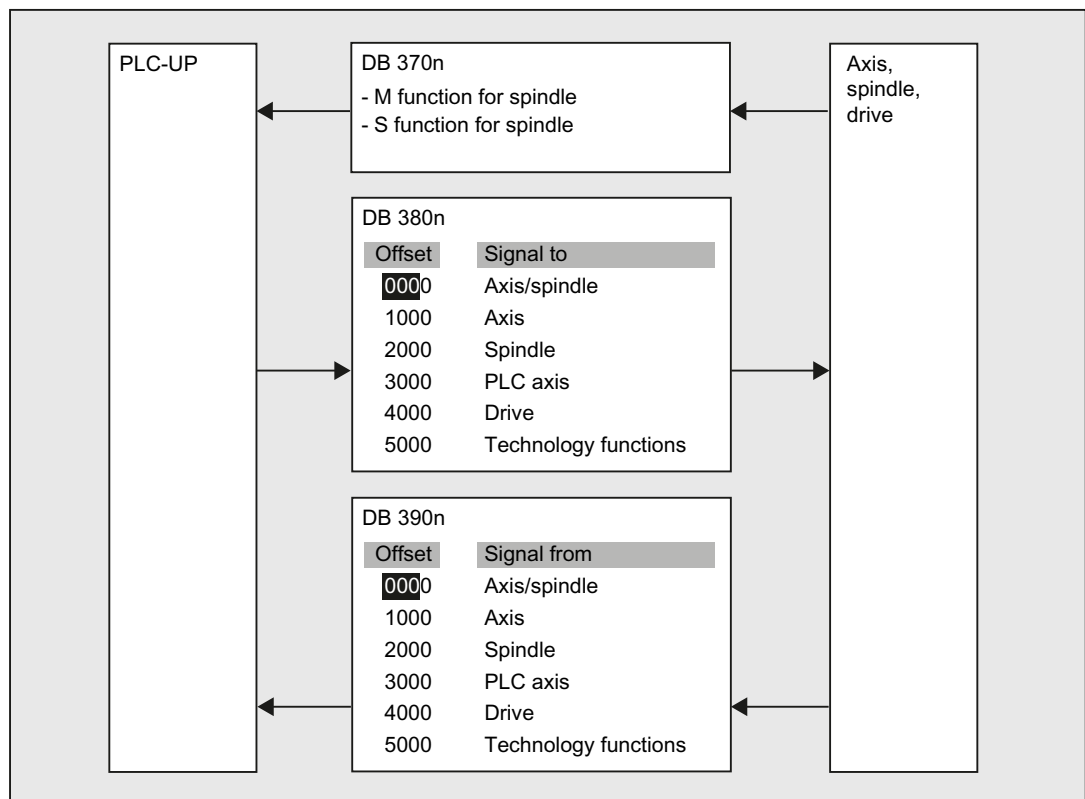 PLC-UP
DB 370n
- M function for spindle
- S function for spindle
Axis,
spindle,
drive
DB 380n
Offset Signal to
0000 Axis/spindle
1000 Axis
2000 Spindle
3000 PLC axis
4000 Drive
5000 Technology functions
DB 390n
Offset Signal from
0000 Axis/spindle
1000 Axis
2000 Spindle
3000 PLC axis
4000 Drive
5000 Technology functions